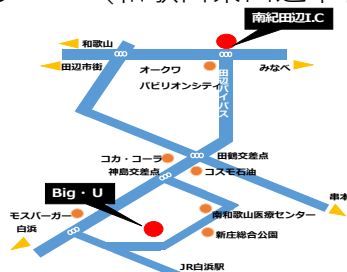 南紀田辺I.C
和歌山
田辺市街
オークワ
パビリオンシティ
みなべ
田辺バイパス
コカ・コーラ
神島交差点
田鶴交差点
コスモ石油
Big・U
モスバーガー
白浜
南和歌山医療センター
新庄総合公園
串本
JR白浜駅